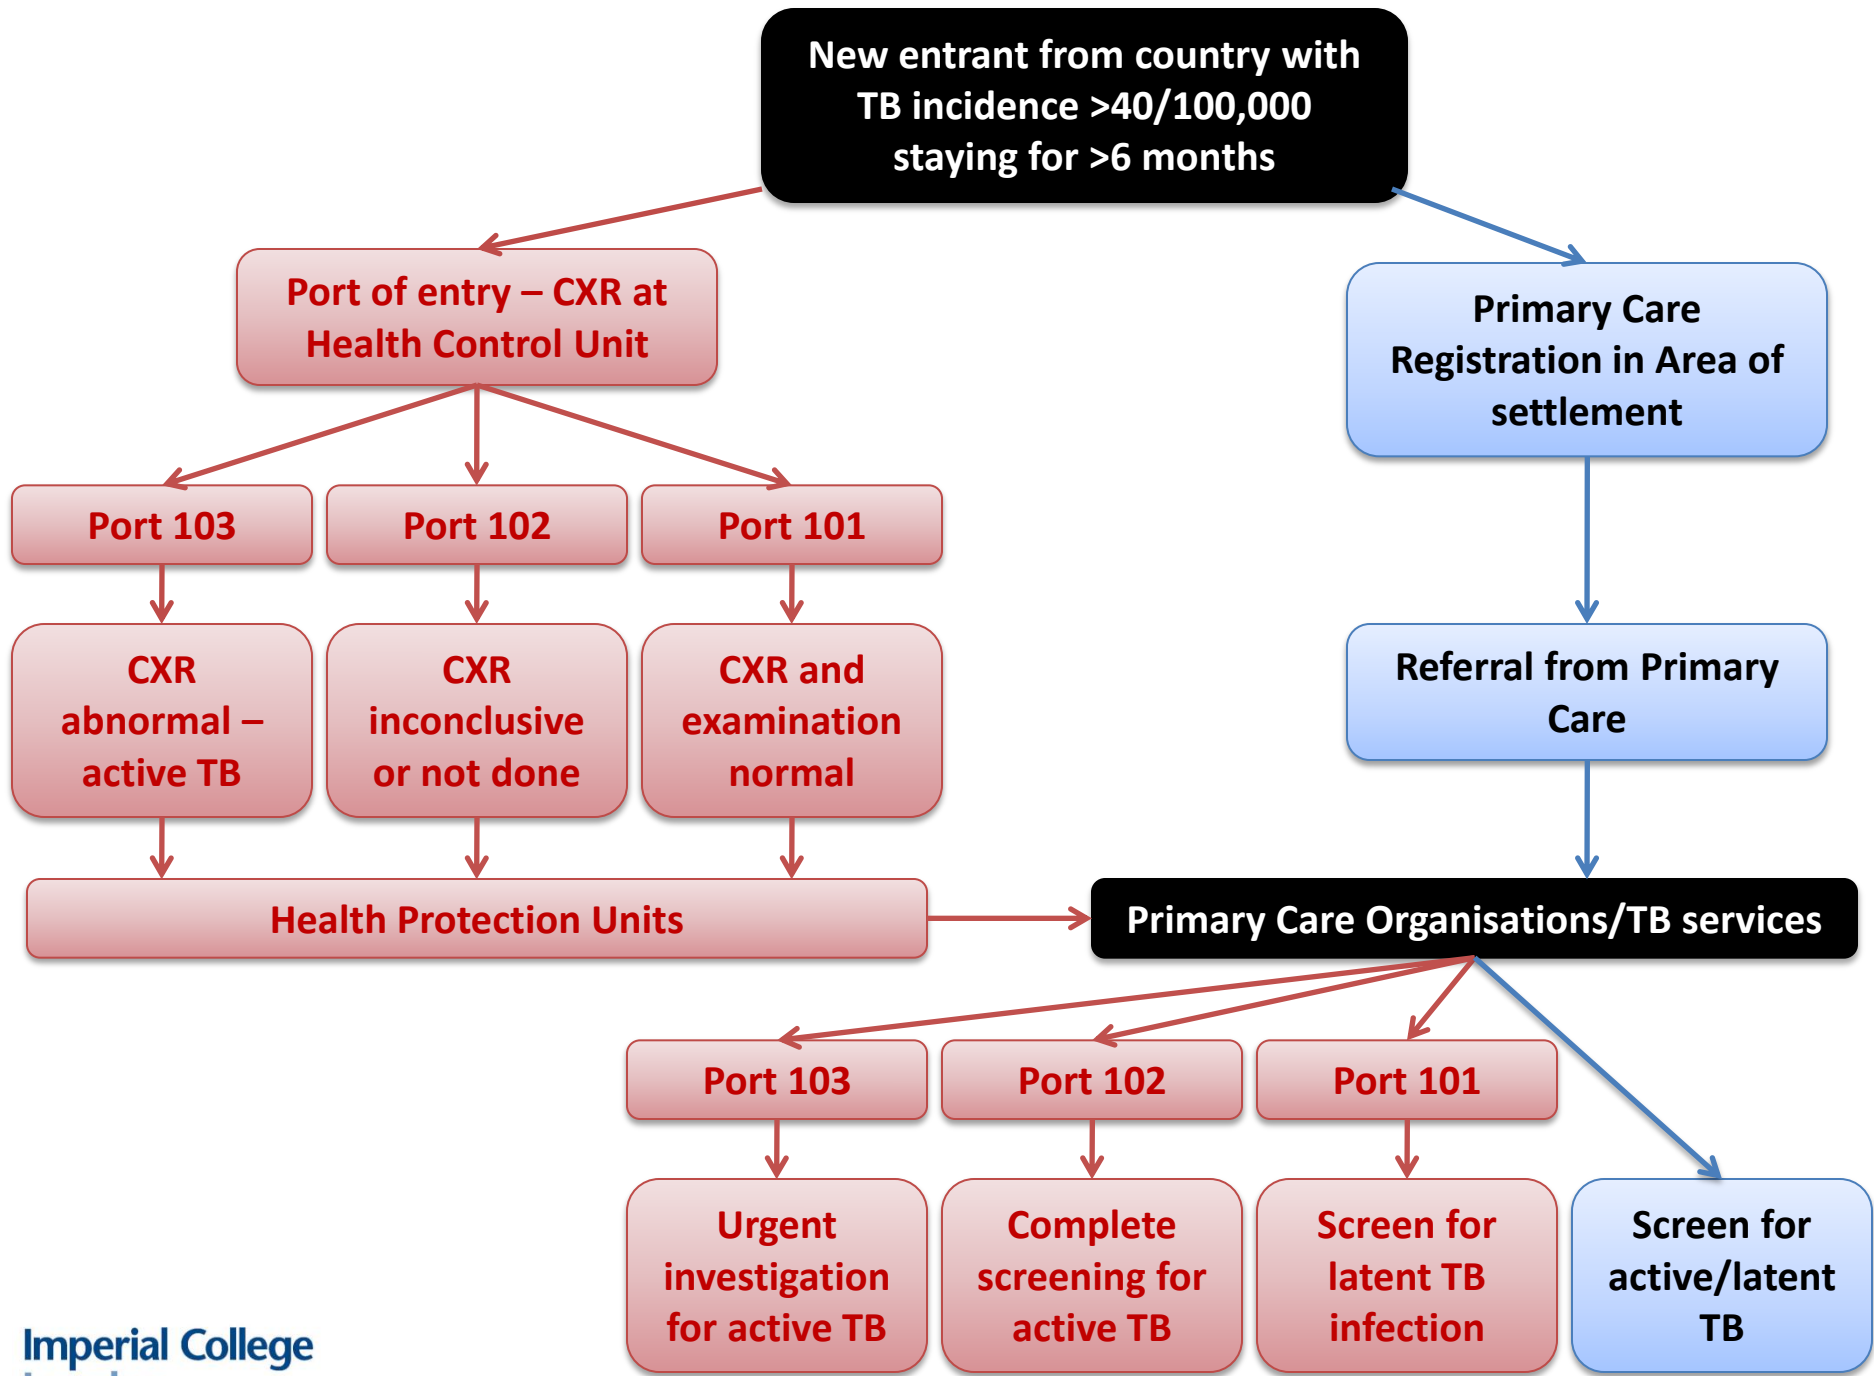 New entrant from country with
TB incidence >40/100,000
staying for >6 months
Port of entry – CXR at
Health Control Unit
Primary Care
Registration in Area of
settlement
Port 103
Port 102
Port 101
CXR
abnormal –
active TB
CXR
inconclusive
or not done
CXR and
examination
normal
Referral from Primary
Care
Health Protection Units
Primary Care Organisations/TB services
Port 103
Port 102
Port 101
Urgent
investigation
for active TB
Complete
screening for
active TB
Screen for
latent TB
infection
Screen for
active/latent
TB
Imperial College